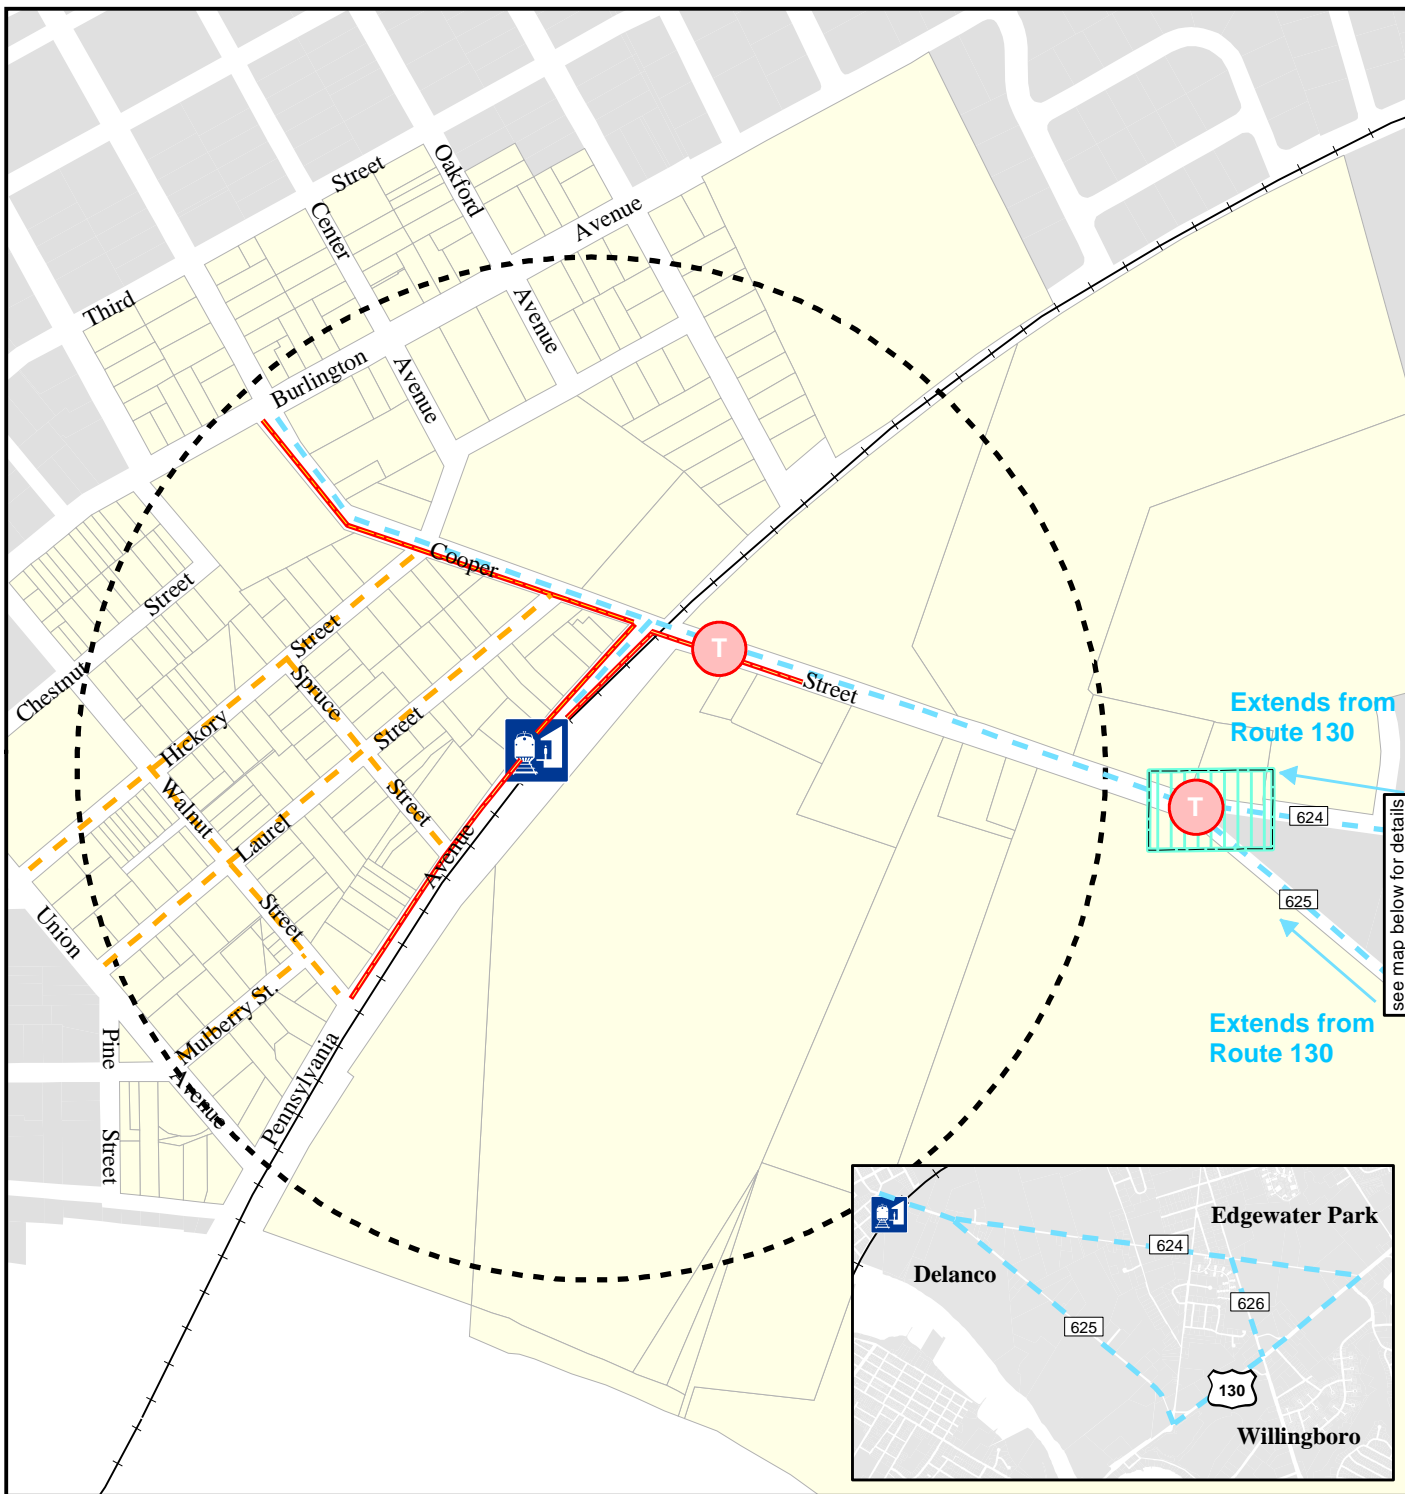 Street
Oakford
Center
Avenue
Third
Avenue
Burlington
Avenue
Cooper
Street
Chestnut
Street
Spruce
Street
Hickory
Street
Walnut
Street
Laurel
Street
Avenue
Union
Mulberry St.
Pine
Avenue
Street
Pennsylvania
T
Street
Extends from
Route 130
T
624
625
see map below for details
Extends from
Route 130
Edgewater Park
624
Delanco
626
625
130
Willingboro